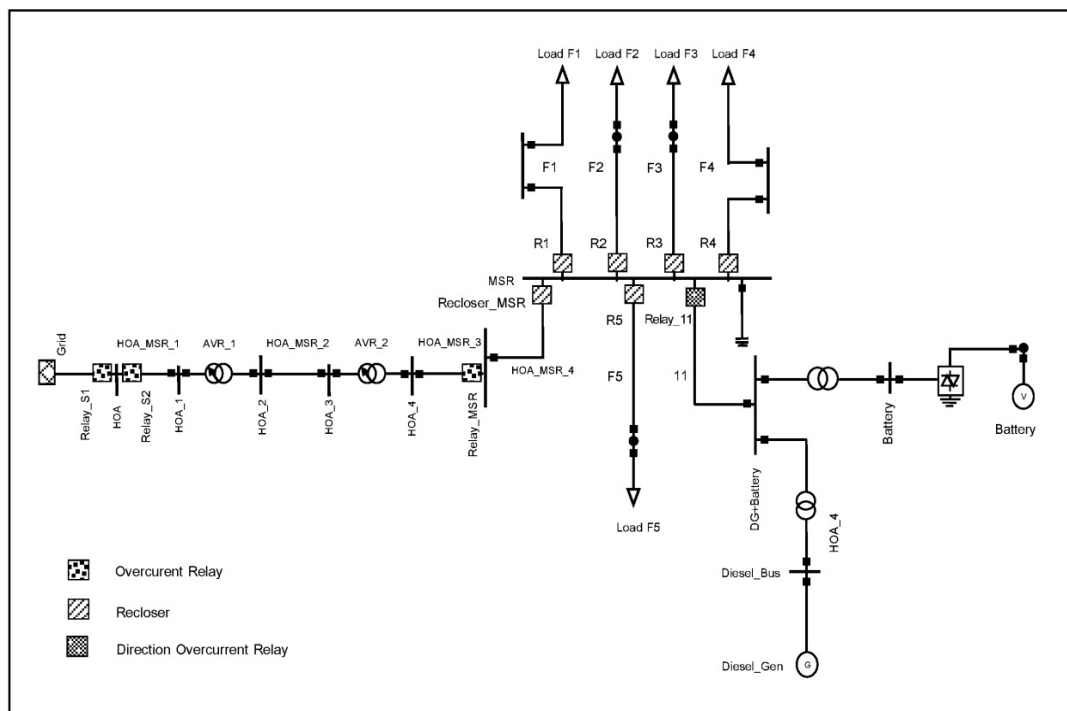 Load F1
Load F2
Load F3
Load F4
F1
F2
F3
F4
R1
R2
R3
R4
MSR
Recloser_MSR
R5
Relay_11
Grid
HOA_MSR_1
AVR_1
HOA_MSR_2
AVR_2
HOA_MSR_3
HOA_MSR_4
F5
11
Relay_S1
HOA
Relay_S2
HOA_1
HOA_2
HOA_3
HOA_4
Relay_MSR
Battery
V
Battery
DG+Battery
HOA_4
Load F5
Diesel_Bus
Overcurent Relay
Recloser
Direction Overcurrent Relay
Diesel_Gen
G